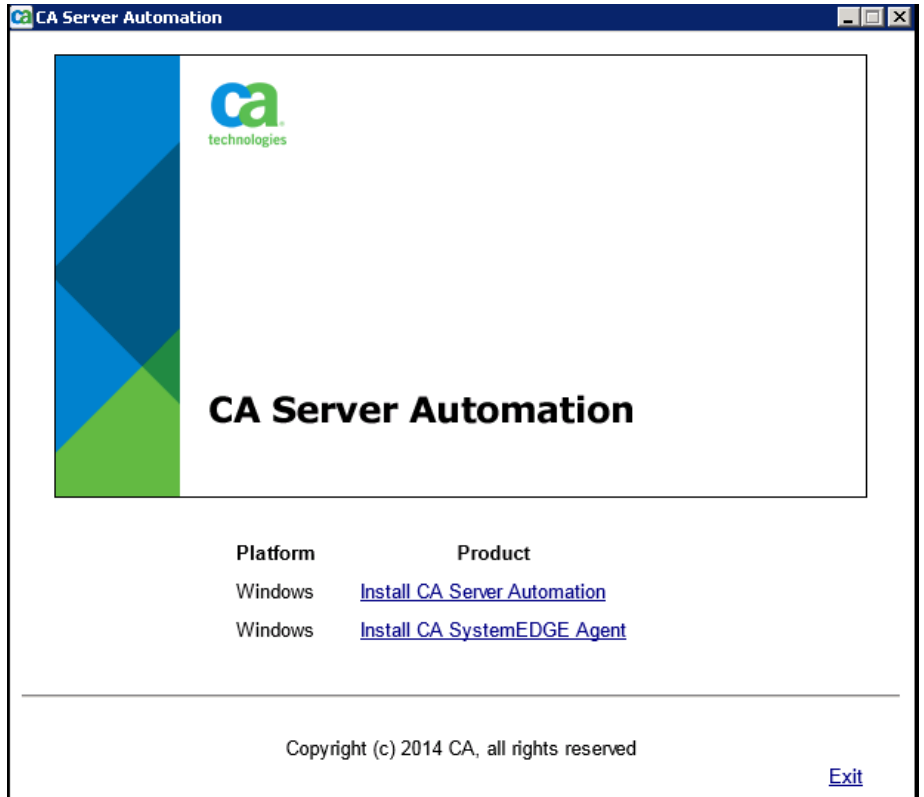 ca CA Server Automation
ca
technologies
CA Server Automation
Platform Product
Windows Install CA Server Automation
Windows Install CA SystemEDGE Agent
Copyright (c) 2014 CA, all rights reserved
Exit